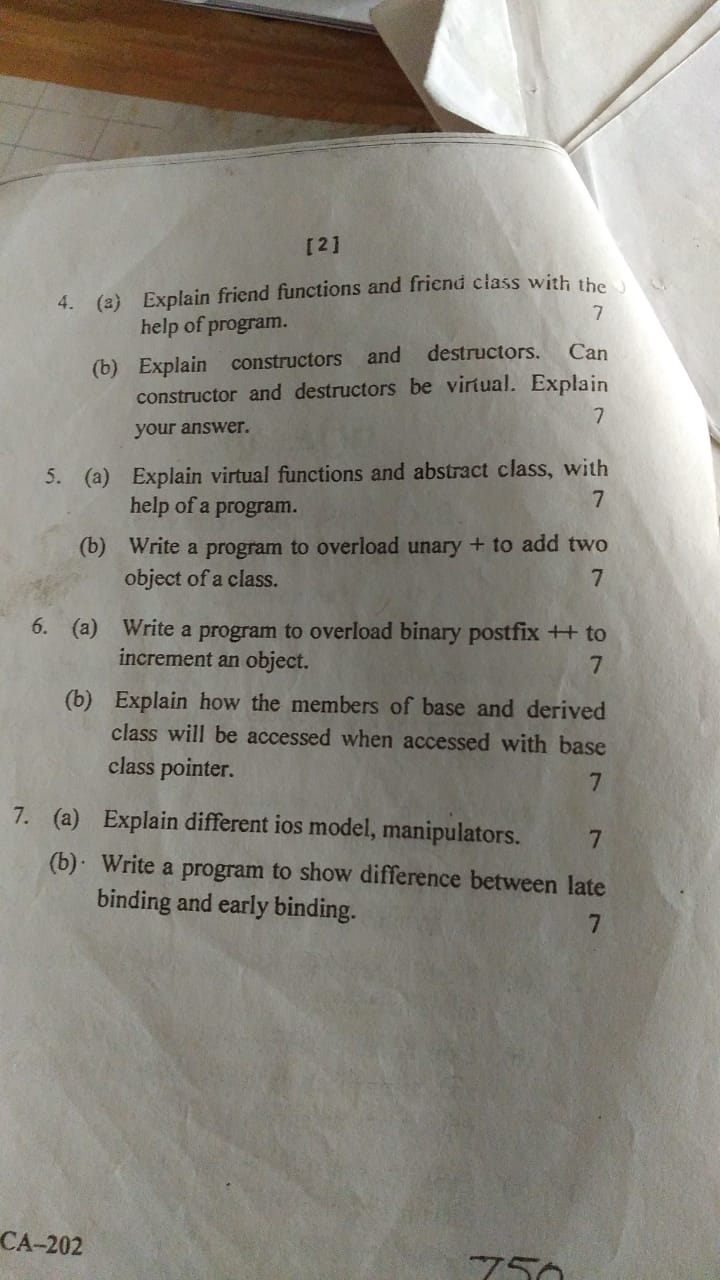 [2]
4. (a) Explain friend functions and friend class with the
help of program. 7
(b) Explain constructors and destructors. Can
constructor and destructors be virtual. Explain
your answer. 7
5. (a) Explain virtual functions and abstract class, with
help of a program. 7
(b) Write a program to overload unary + to add two
object of a class. 7
6. (a) Write a program to overload binary postfix ++ to
increment an object. 7
(b) Explain how the members of base and derived
class will be accessed when accessed with base
class pointer. 7
7. (a) Explain different ios model, manipulators. 7
(b) Write a program to show difference between late
binding and early binding. 7
CA-202
750